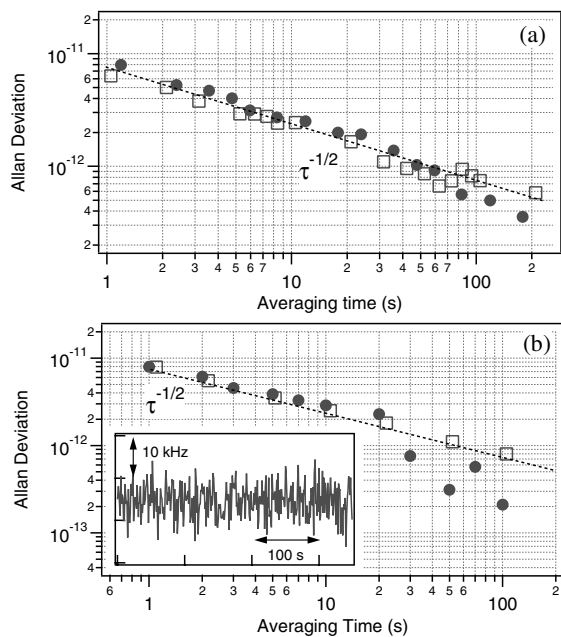 (a)
2
10⁻¹¹
6
4
2
10⁻¹²
6
4
2
Allan Deviation
τ⁻¹/²
1 2 3 4 5 6 7 10 2 3 4 5 6 7 100 2
Averaging time (s)
(b)
2
10⁻¹¹
4
2
10⁻¹²
4
2
10⁻¹³
4
Allan Deviation
τ⁻¹/²
10 kHz
100 s
6 8 1 2 3 4 5 6 10 2 3 4 5 6 100 2
Averaging Time (s)